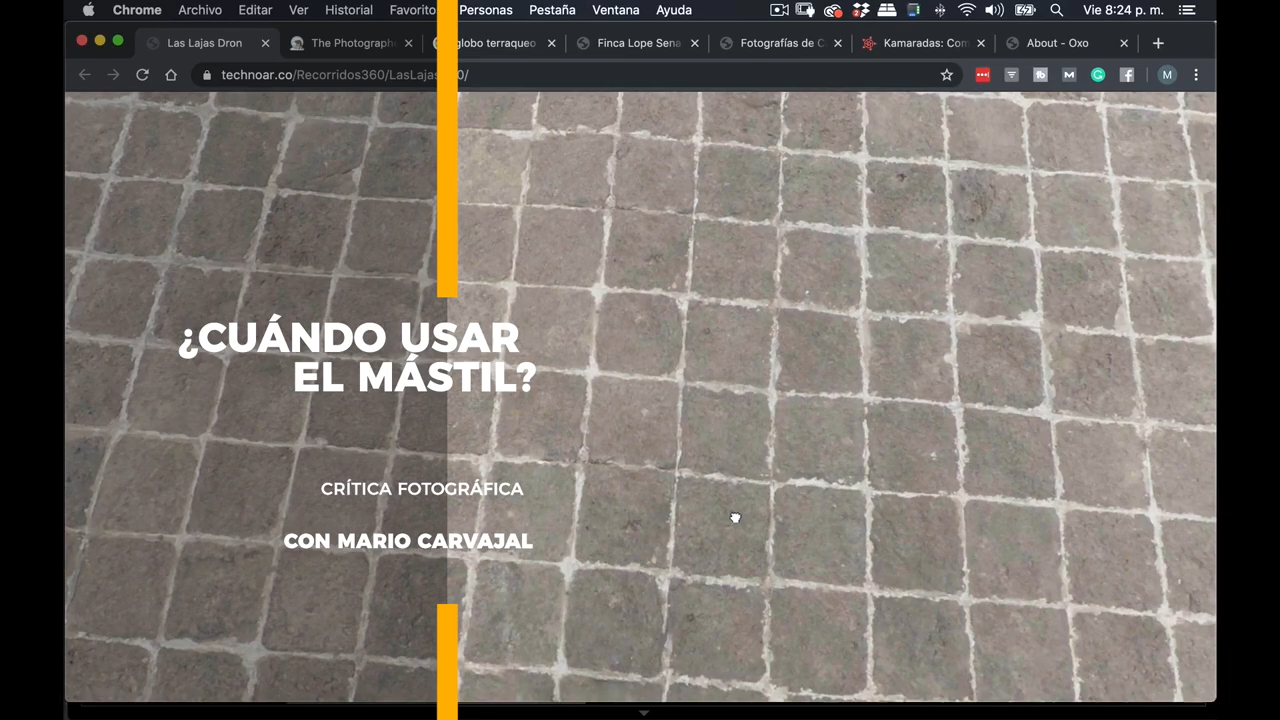 Chrome Archivo Editar Ver Historial Favorito Personas Pestaña Ventana Ayuda Vie 8:24 p. m.
Las Lajas Dron The Photograph globo terraqueo Finca Lope Sena Fotografías de C Kamaradas: Com About - Oxo
technoar.co/Recorridos360/LasLajas 0/
M
¿CUÁNDO USAR
EL MÁSTIL?
CRÍTICA FOTOGRÁFICA
CON MARIO CARVAJAL